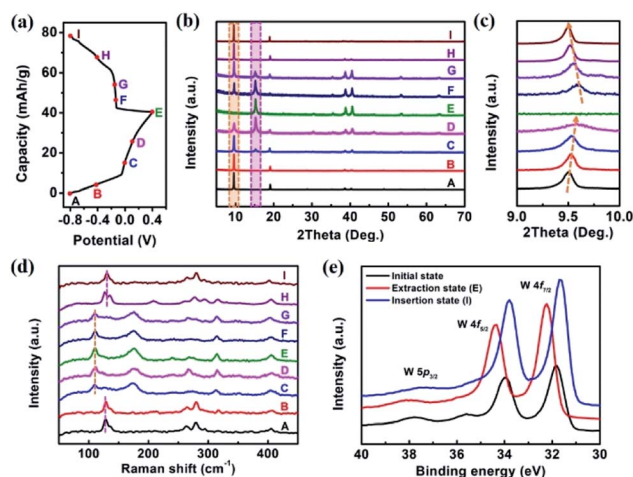 (a)
80
60
40
20
0
Capacity (mAh/g)
I
H
G
F
E
D
C
B
A
-0.8 -0.4 0.0 0.4
Potential (V)
(b)
Intensity (a.u.)
I
H
G
F
E
D
C
B
A
10 20 30 40 50 60 70
2Theta (Deg.)
(c)
Intensity (a.u.)
9.0 9.5 10.0
2Theta (Deg.)
(d)
Intensity (a.u.)
I
H
G
F
E
D
C
B
A
100 200 300 400
Raman shift (cm-1)
(e)
Intensity (a.u.)
Initial state
Extraction state (E)
Insertion state (I)
W 4f7/2
W 4f5/2
W 5p3/2
40 38 36 34 32 30
Binding energy (eV)